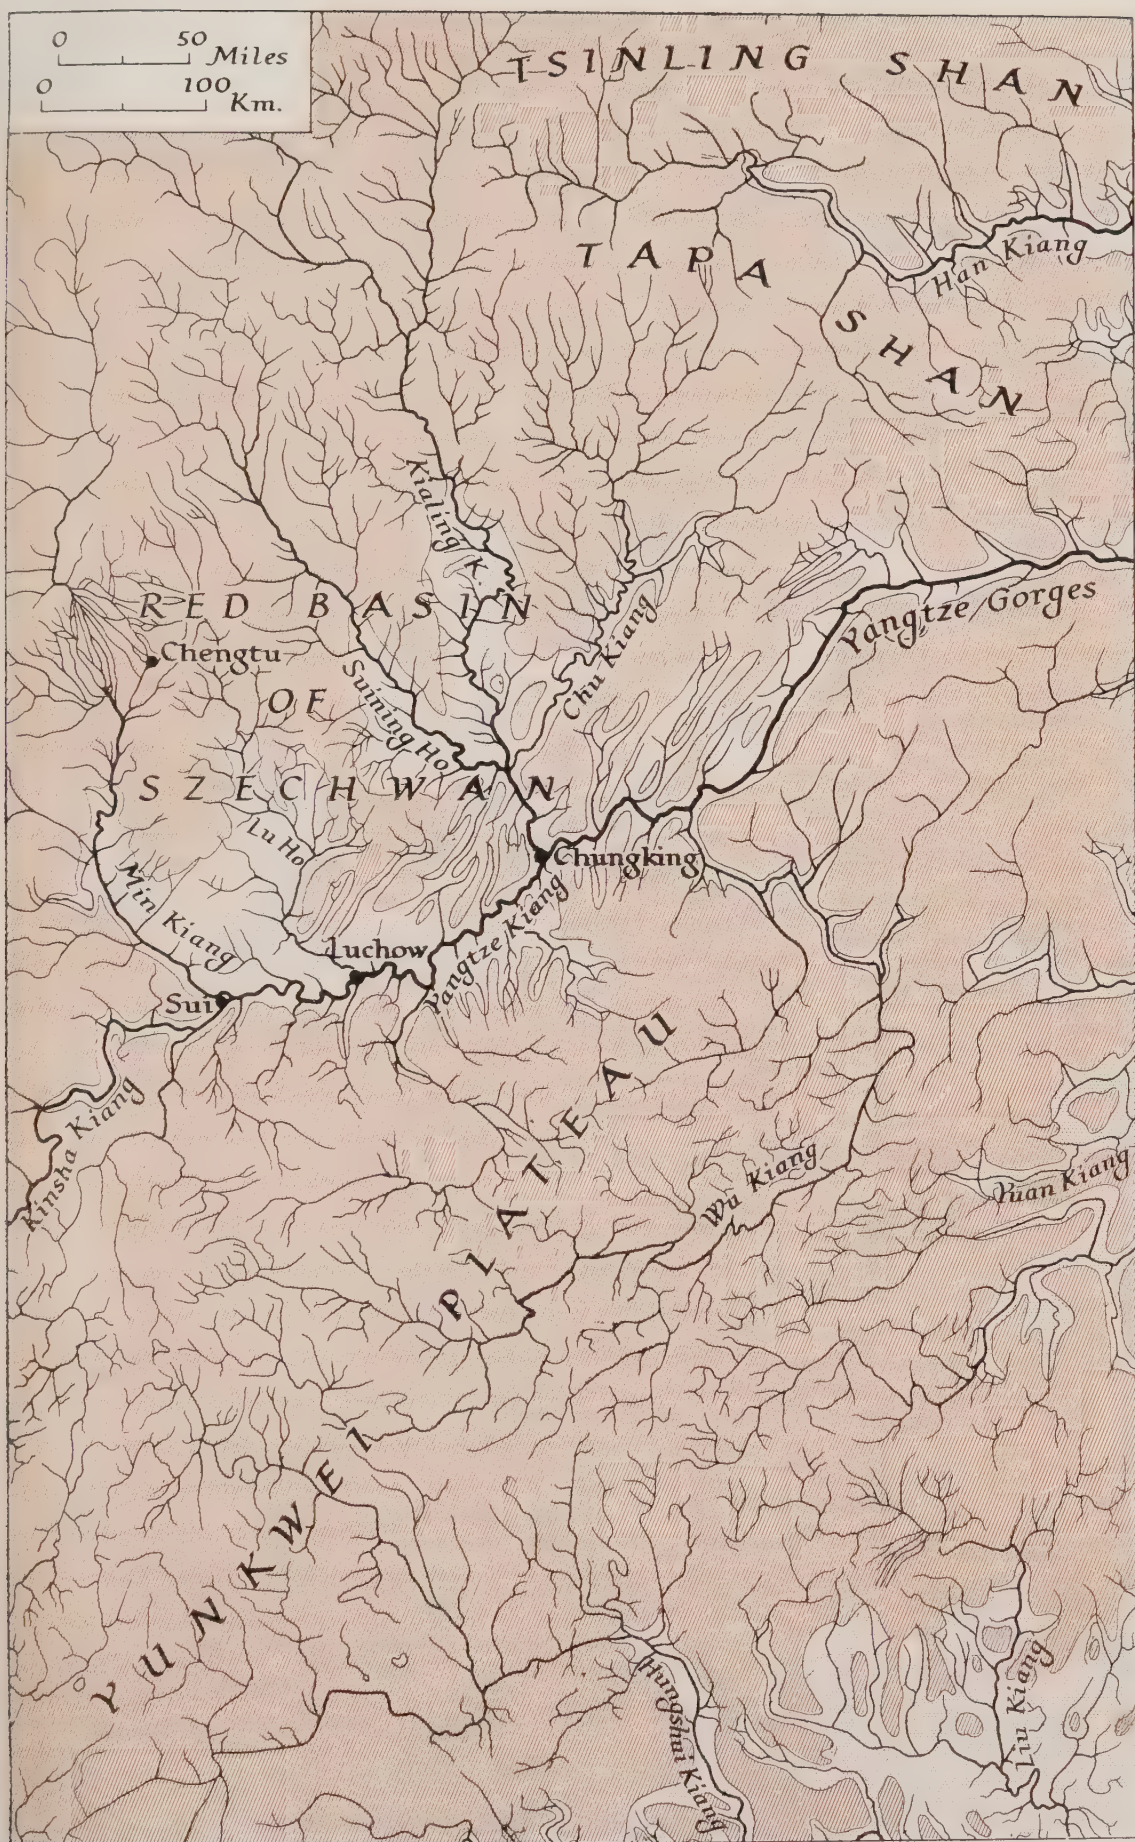 0 50 Miles
0 100 Km.
TSINLING SHAN
TAPA SHAN
Han Kiang
Kialing K.
Yangtze Gorges
RED BASIN
Chengtu
OF
Suining Ho
Chu Kiang
SZECHWAN
Lu Ho
Chungking
Min Kiang
Luchow
Yangtze Kiang
Sui
Kinsha Kiang
Wu Kiang
Yuan Kiang
YUNKWEI PLATEAU
Hungshui Kiang
Liu Kiang